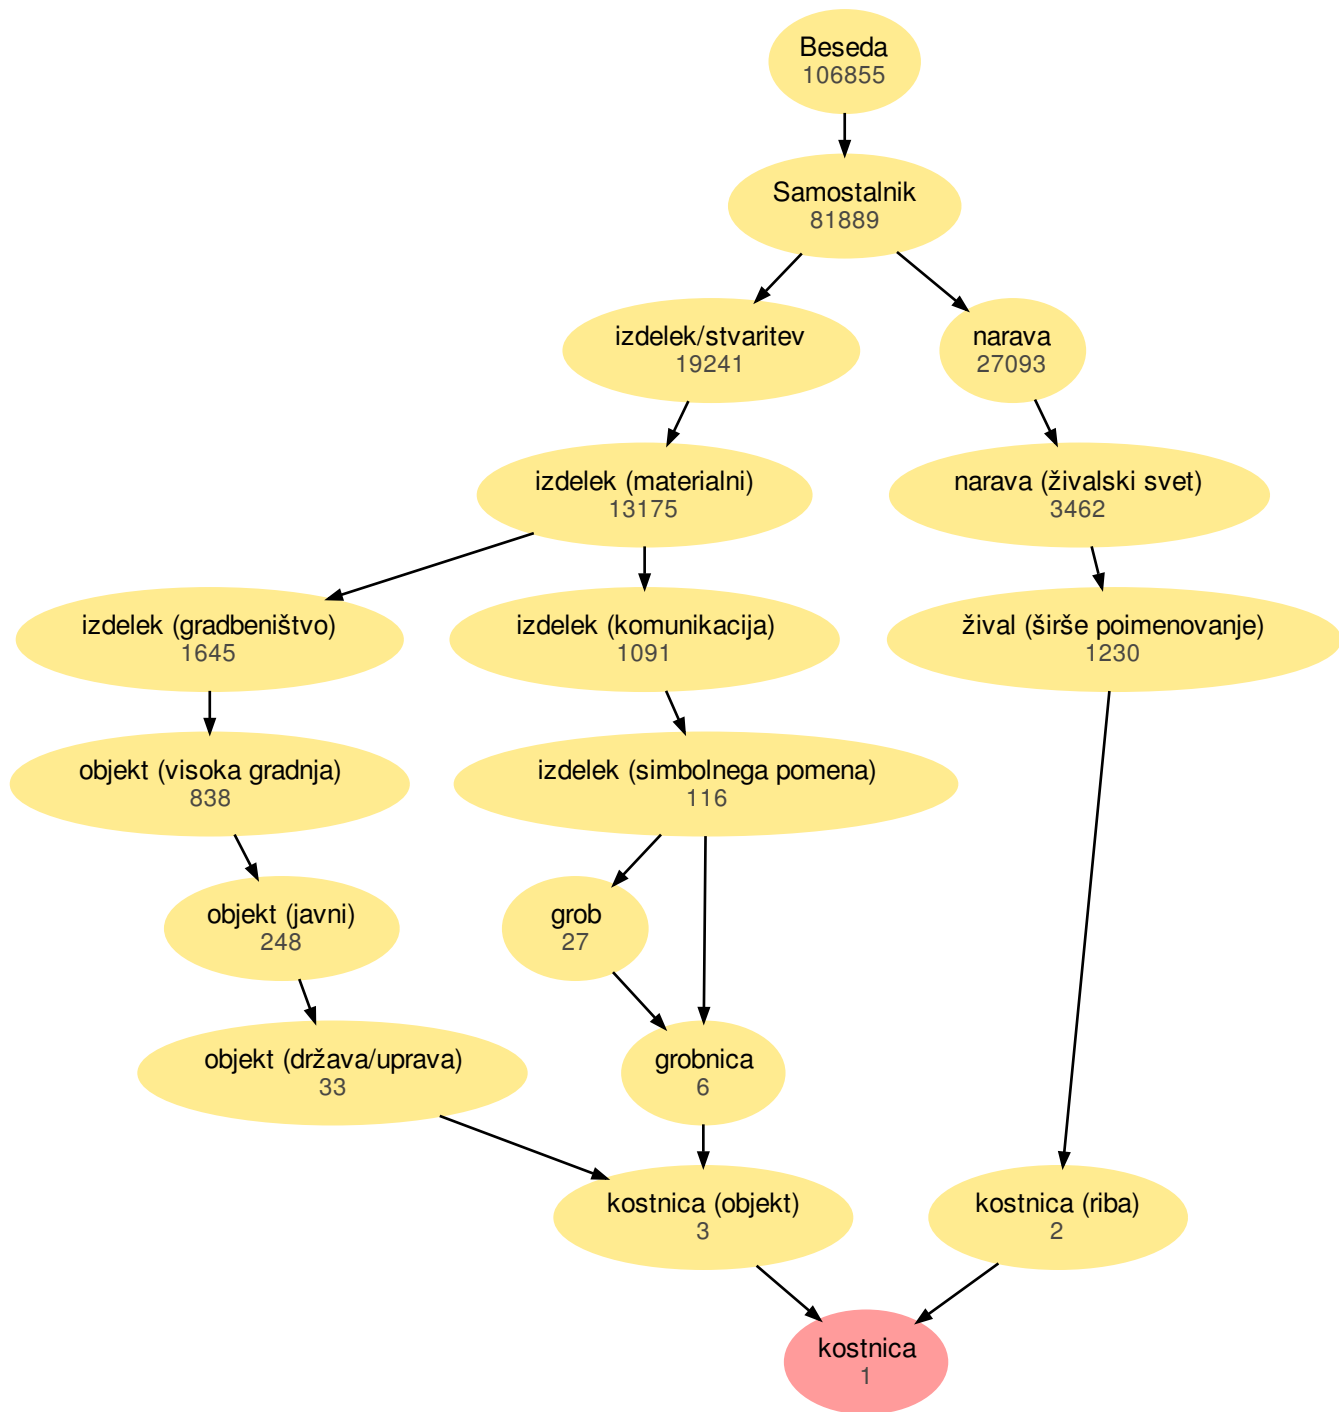 Beseda
106855
Samostalnik
81889
izdelek/stvaritev
19241
narava
27093
izdelek (materialni)
13175
narava (živalski svet)
3462
izdelek (gradbeništvo)
1645
izdelek (komunikacija)
1091
žival (širše poimenovanje)
1230
objekt (visoka gradnja)
838
izdelek (simbolnega pomena)
116
objekt (javni)
248
grob
27
objekt (država/uprava)
33
grobnica
6
kostnica (objekt)
3
kostnica (riba)
2
kostnica
1